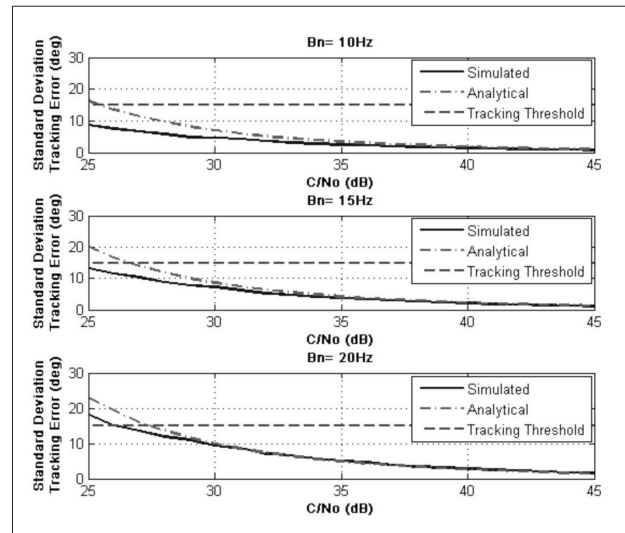 Bn= 10Hz
Standard Deviation
Tracking Error (deg)
30
20
10
0
Simulated
Analytical
Tracking Threshold
25
30
35
40
45
C/No (dB)
Bn= 15Hz
Standard Deviation
Tracking Error (deg)
30
20
10
0
Simulated
Analytical
Tracking Threshold
25
30
35
40
45
C/No (dB)
Bn= 20Hz
Standard Deviation
Tracking Error (deg)
30
20
10
0
Simulated
Analytical
Tracking Threshold
25
30
35
40
45
C/No (dB)